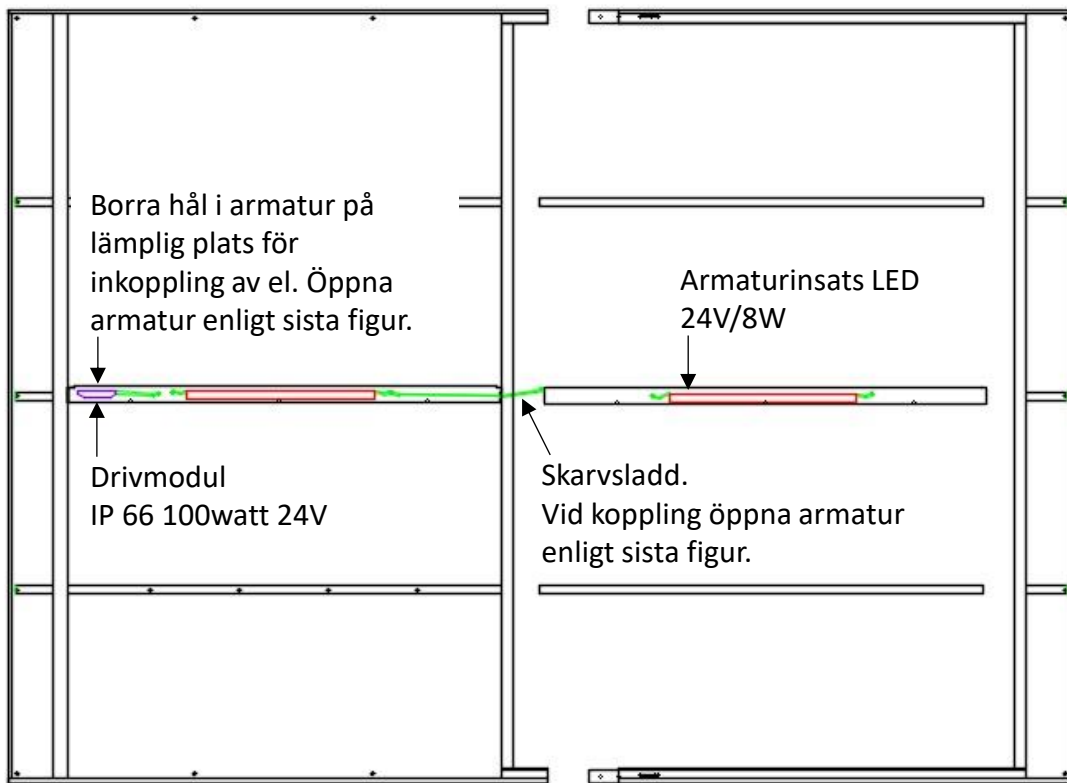 Borra hål i armatur på
lämplig plats för
inkoppling av el. Öppna
armatur enligt sista figur.
Armaturinsats LED
24V/8W
Drivmodul
IP 66 100watt 24V
Skarvsladd.
Vid koppling öppna armatur
enligt sista figur.